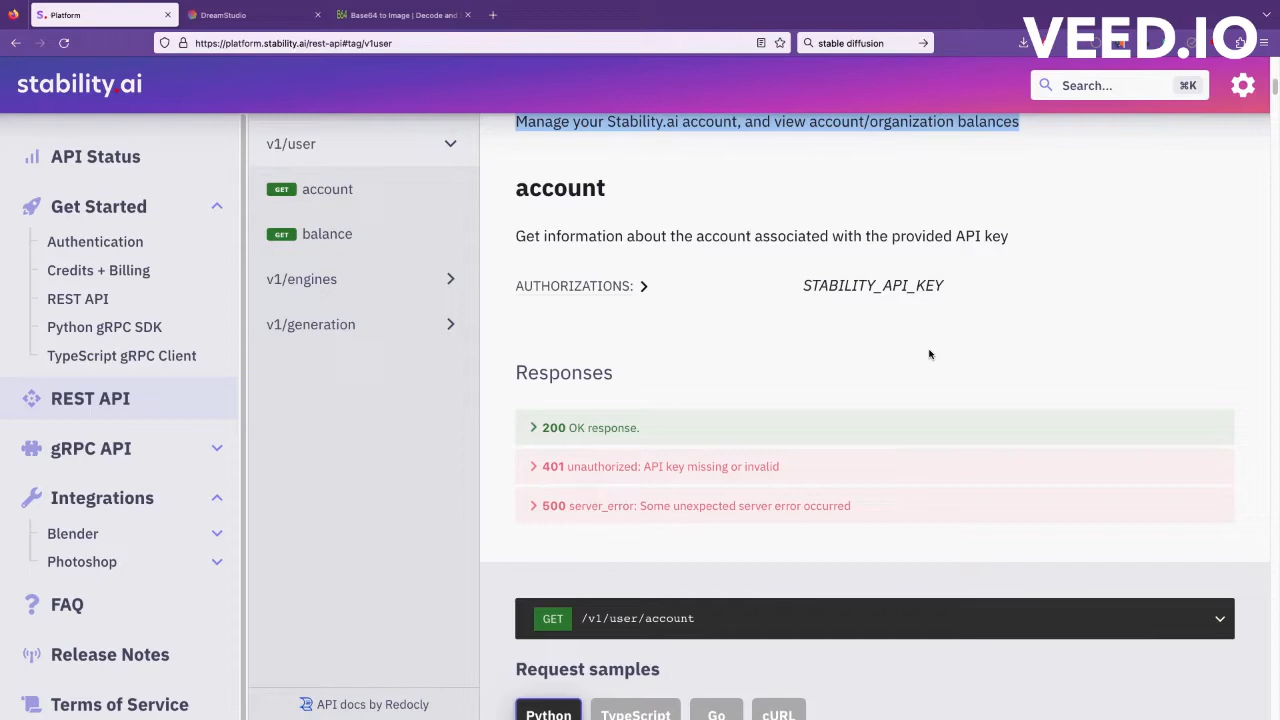 Platform
DreamStudio
Base64 to Image | Decode and
https://platform.stability.ai/rest-api#tag/v1user
stable diffusion
VEED.IO
stability.ai
Search...
⌘K
API Status
Get Started
Authentication
Credits + Billing
REST API
Python gRPC SDK
TypeScript gRPC Client
REST API
gRPC API
Integrations
Blender
Photoshop
FAQ
Release Notes
Terms of Service
v1/user
GET account
GET balance
v1/engines
v1/generation
API docs by Redocly
Manage your Stability.ai account, and view account/organization balances
account
Get information about the account associated with the provided API key
AUTHORIZATIONS:
STABILITY_API_KEY
Responses
200 OK response.
401 unauthorized: API key missing or invalid
500 server_error: Some unexpected server error occurred
GET /v1/user/account
Request samples
Python TypeScript Go cURL